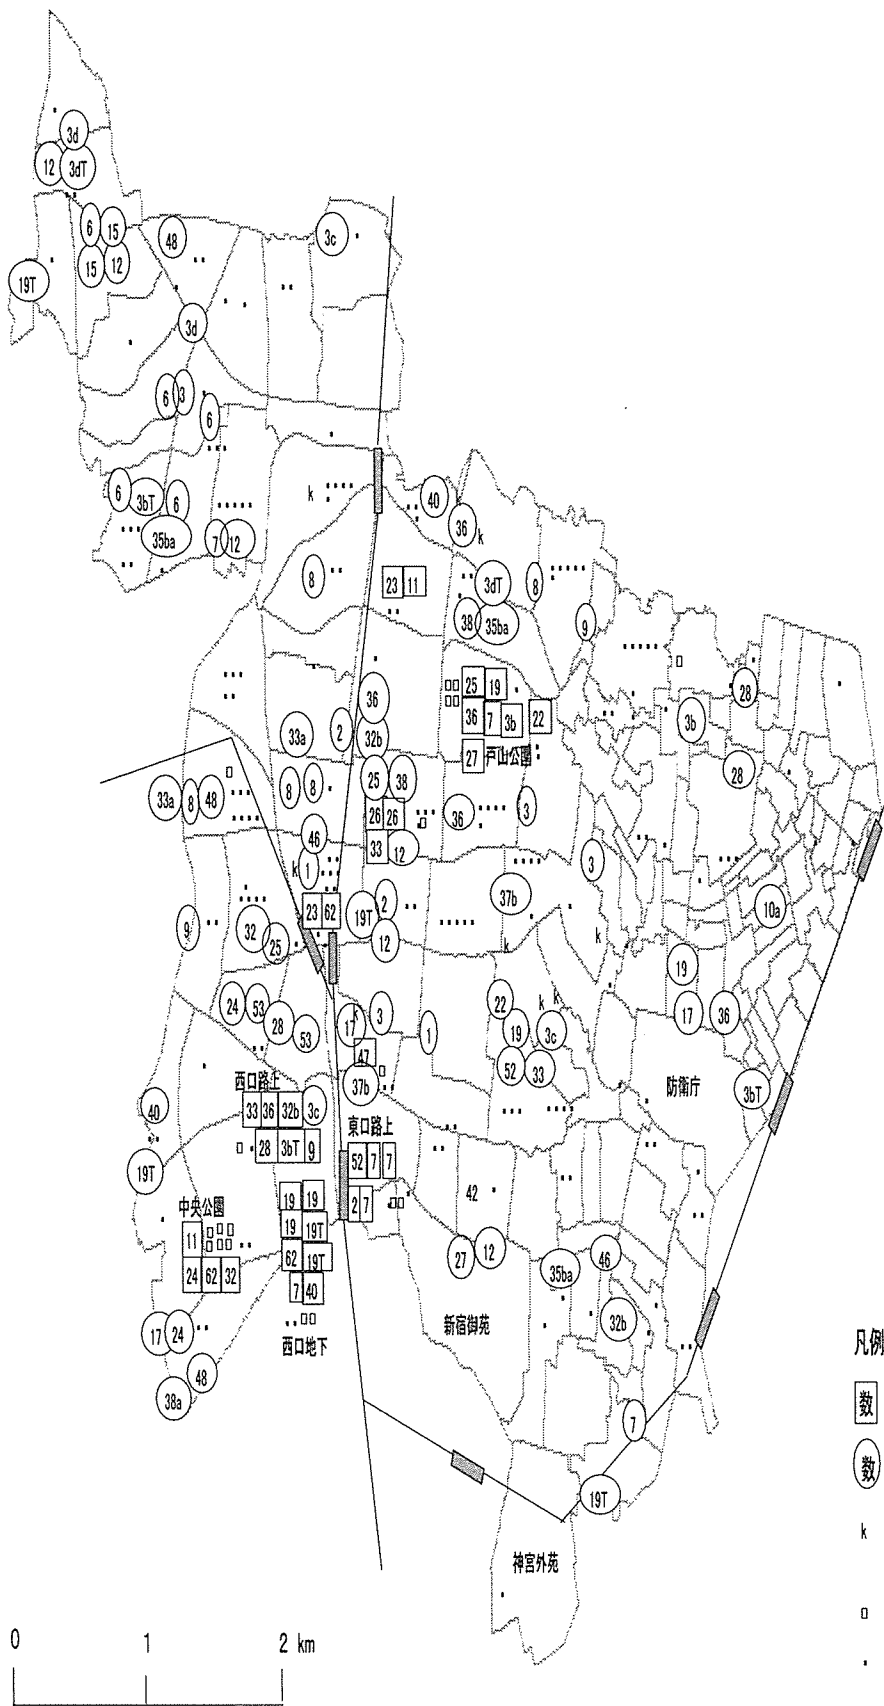 3d
12 3dT
6 15
15 12
48
3c
19T
3d
6 3
6
6 3bT 6
35ba
7 12
k
40
36
k
8
23 11
3dT
8
38 35ba
9
25 19
36 7 3b 22
27 戸山公園
28
3b
28
36
33a 2 32b
25 38
8 8
33a 8 48
26 26
36
3
46
33 12
k 1
3
37b
23 62
19T 2
12
10a
9
32 25
k
k
19
24 53 28 53
k 17 3
1
22
k k
19 3c
52 33
17 36
47
37b
防衛庁
3bT
西口路上
33 36 32b 3c
28 3bT 9
40
19T
東口路上
52 7 7
2 7
42
中央公園
11
24 62 32
19 19
19 19T
62 19T
7 40
西口地下
27 12
35ba 46
32b
新宿御苑
17 24
48
38a
7
19T
神宮外苑
凡例
数
数
k
0 1 2 km